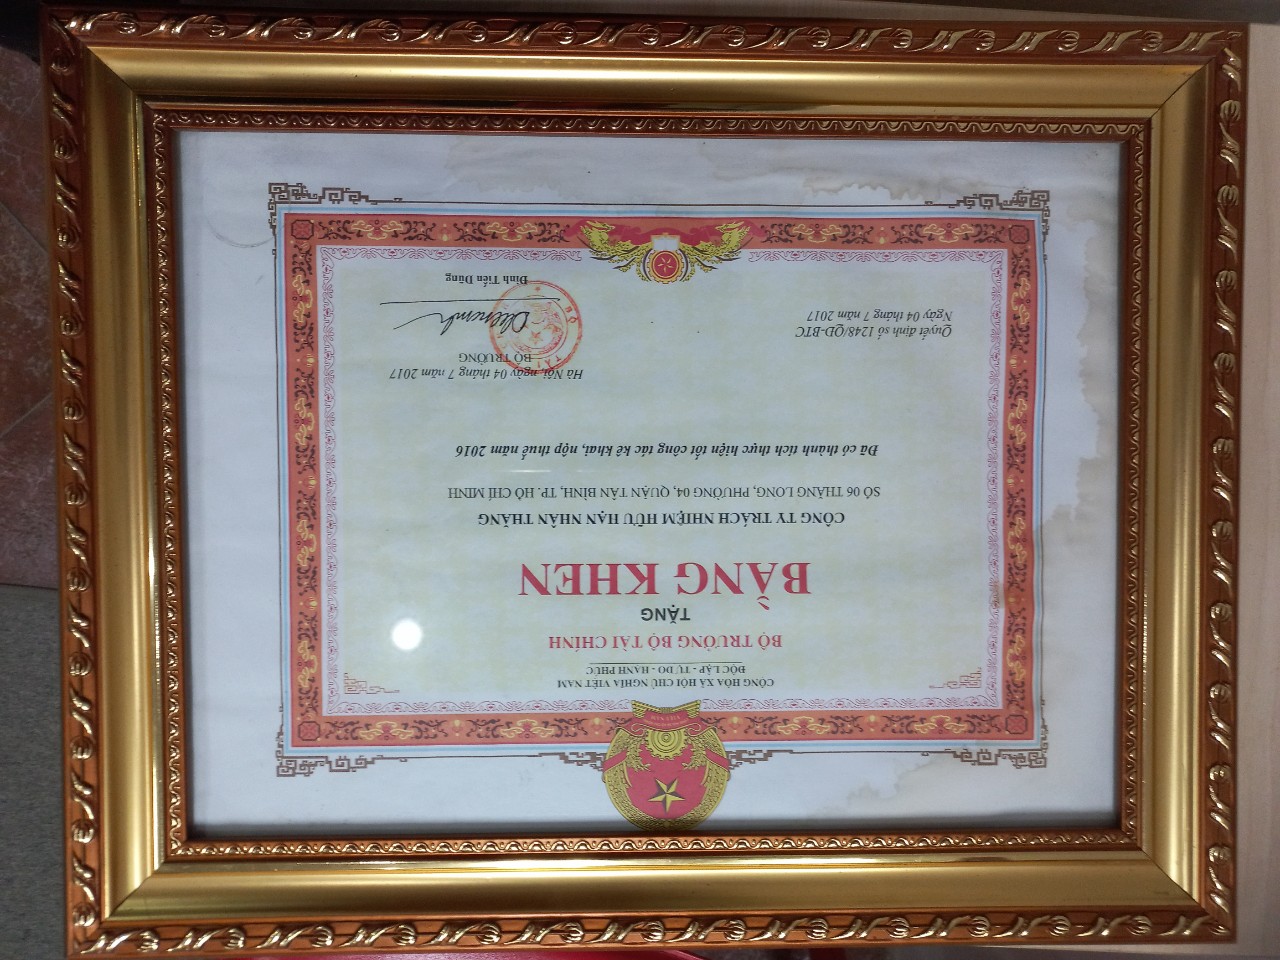 VIỆT NAM
CỘNG HÒA XÃ HỘI CHỦ NGHĨA VIỆT NAM
ĐỘC LẬP - TỰ DO - HẠNH PHÚC
BỘ TRƯỞNG BỘ TÀI CHÍNH
TẶNG
BẰNG KHEN
CÔNG TY TRÁCH NHIỆM HỮU HẠN NHÂN THĂNG
SỐ 06 THĂNG LONG, PHƯỜNG 04, QUẬN TÂN BÌNH, TP. HỒ CHÍ MINH
Đã có thành tích thực hiện tốt công tác kê khai, nộp thuế năm 2016
Hà Nội, ngày 04 tháng 7 năm 2017
BỘ TRƯỞNG
Quyết định số 1248/QĐ-BTC
Ngày 04 tháng 7 năm 2017
BỘ TÀI
Đinh Tiến Dũng